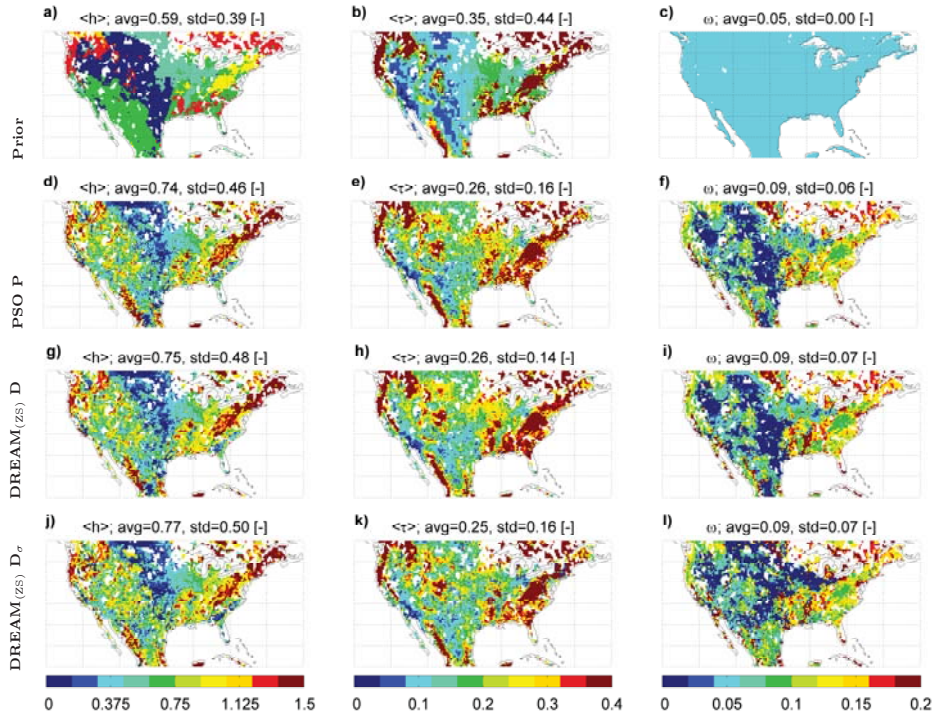 a) <h>; avg=0.59, std=0.39 [-]
b) <τ>; avg=0.35, std=0.44 [-]
c) ω; avg=0.05, std=0.00 [-]
Prior
d) <h>; avg=0.74, std=0.46 [-]
e) <τ>; avg=0.26, std=0.16 [-]
f) ω; avg=0.09, std=0.06 [-]
PSO P
g) <h>; avg=0.75, std=0.48 [-]
h) <τ>; avg=0.26, std=0.14 [-]
i) ω; avg=0.09, std=0.07 [-]
DREAM(ZS) D
j) <h>; avg=0.77, std=0.50 [-]
k) <τ>; avg=0.25, std=0.16 [-]
l) ω; avg=0.09, std=0.07 [-]
DREAM(ZS) Dσ
0 0.375 0.75 1.125 1.5
0 0.1 0.2 0.3 0.4
0 0.05 0.1 0.15 0.2